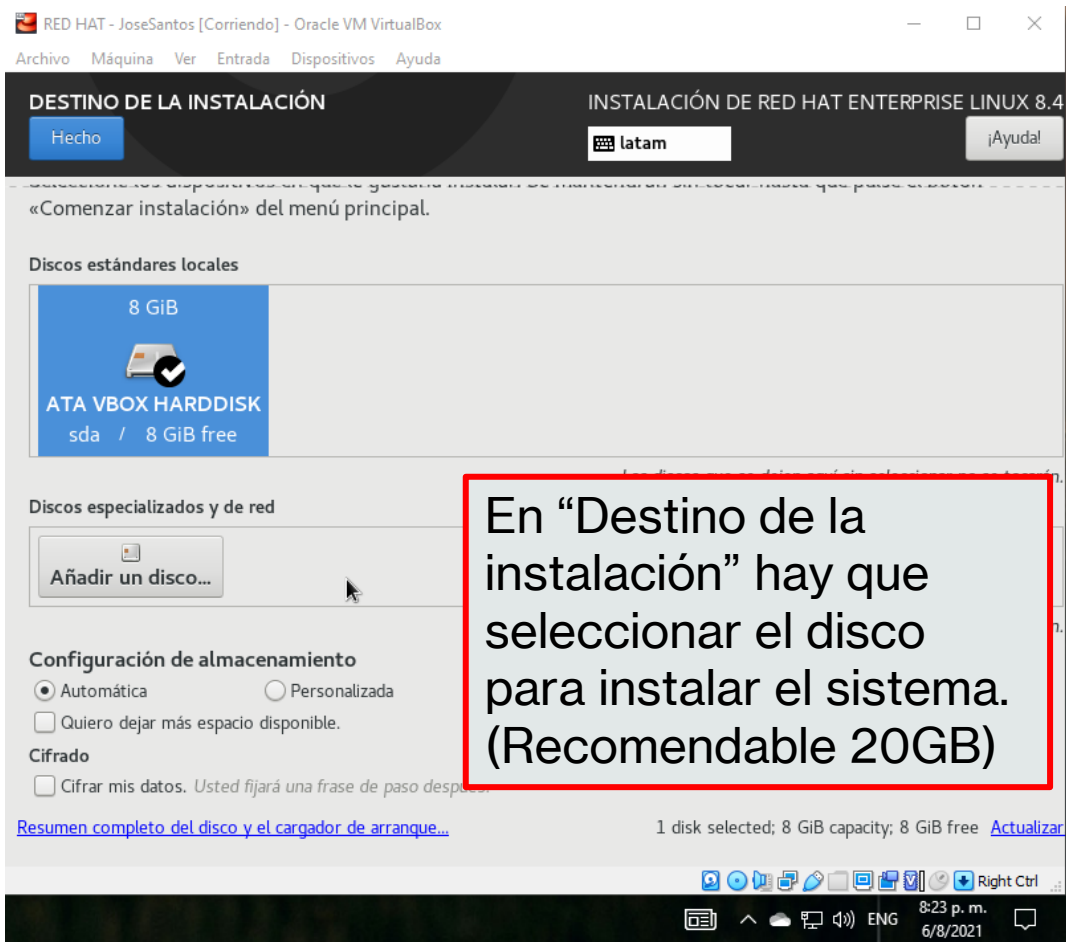 RED HAT - JoseSantos [Corriendo] - Oracle VM VirtualBox
Archivo Máquina Ver Entrada Dispositivos Ayuda
DESTINO DE LA INSTALACIÓN
Hecho
INSTALACIÓN DE RED HAT ENTERPRISE LINUX 8.4
latam
¡Ayuda!
«Comenzar instalación» del menú principal.
Discos estándares locales
8 GiB
ATA VBOX HARDDISK
sda / 8 GiB free
Discos especializados y de red
Añadir un disco...
En “Destino de la
instalación” hay que
seleccionar el disco
para instalar el sistema.
(Recomendable 20GB)
Configuración de almacenamiento
Automática Personalizada
Quiero dejar más espacio disponible.
Cifrado
Cifrar mis datos. Usted fijará una frase de paso
Resumen completo del disco y el cargador de arranque...
1 disk selected; 8 GiB capacity; 8 GiB free Actualizar
Right Ctrl
ENG
8:23 p. m.
6/8/2021